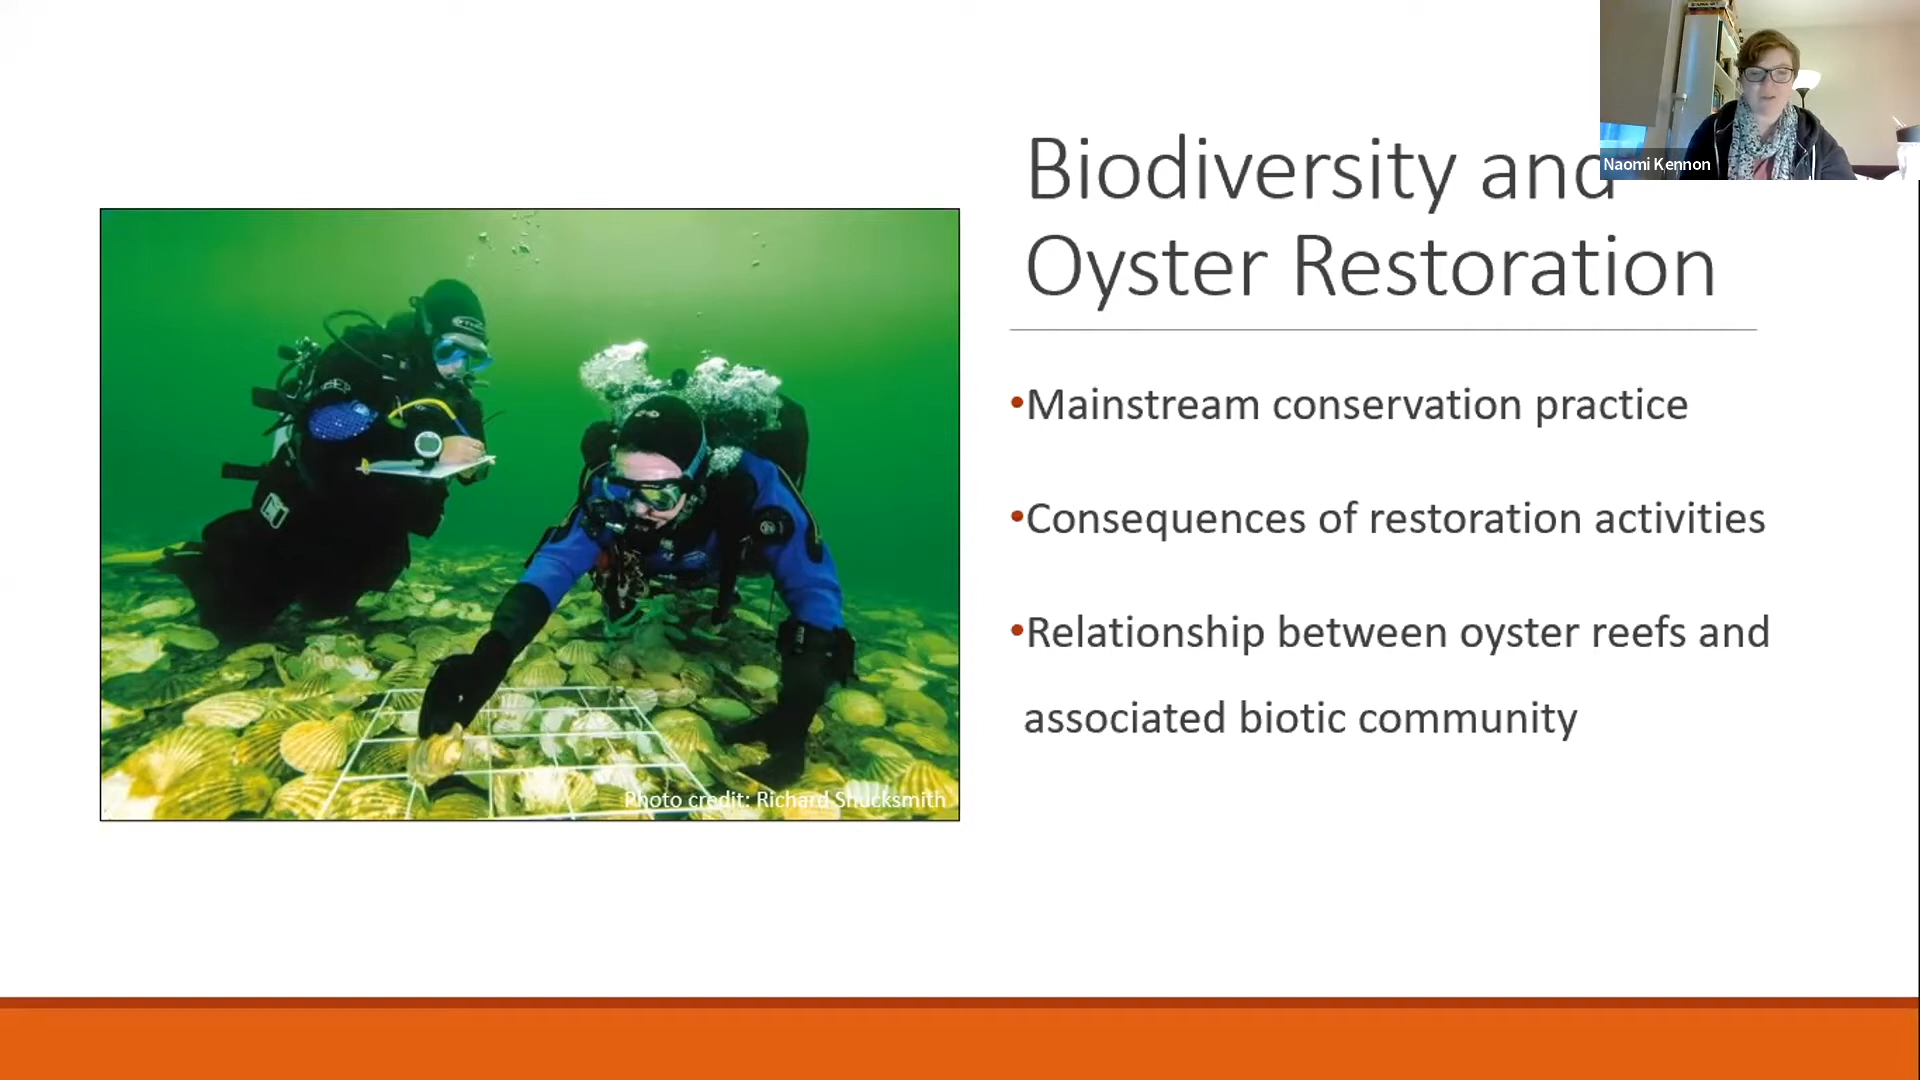 Biodiversity and
Oyster Restoration
Naomi Kennon
•Mainstream conservation practice
•Consequences of restoration activities
•Relationship between oyster reefs and
associated biotic community
Photo credit: Richard Shucksmith